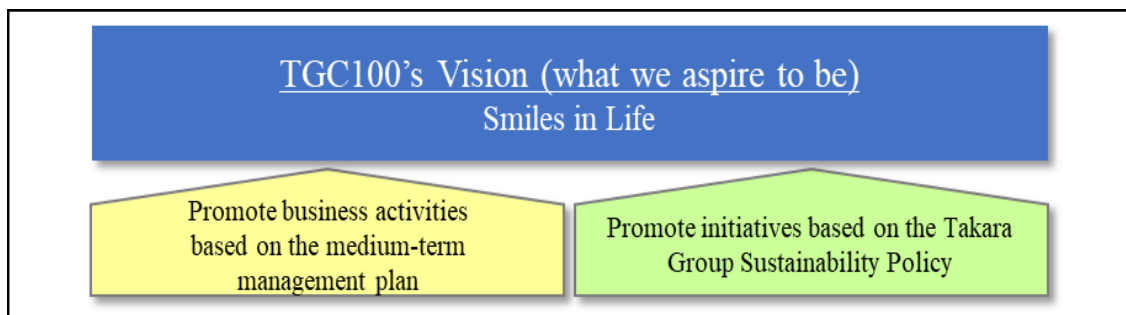 TGC100’s Vision (what we aspire to be)
Smiles in Life
Promote business activities
based on the medium-term
management plan
Promote initiatives based on the Takara
Group Sustainability Policy